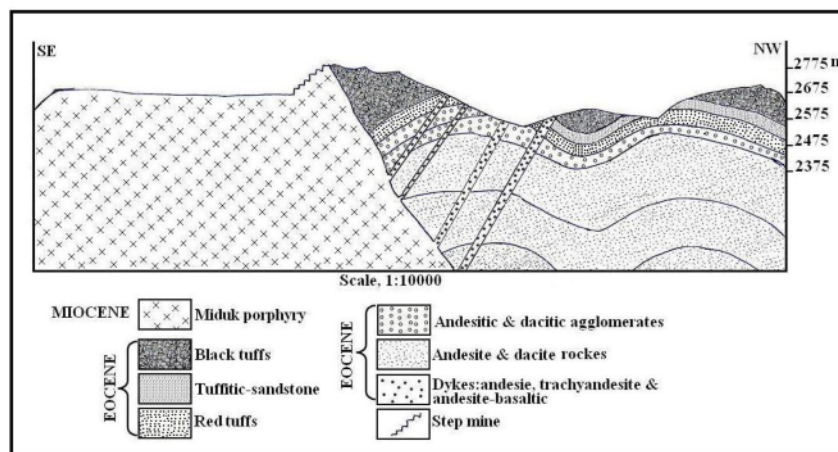 SE
NW
2775 m
2675
2575
2475
2375
Scale, 1:10000
MIOCENE
Miduk porphyry
EOCENE
Black tuffs
Tuffitic-sandstone
Red tuffs
EOCENE
Andesitic & dacitic agglomerates
Andesite & dacite rockes
Dykes:andesie, trachyandesite &
andesite-basaltic
Step mine